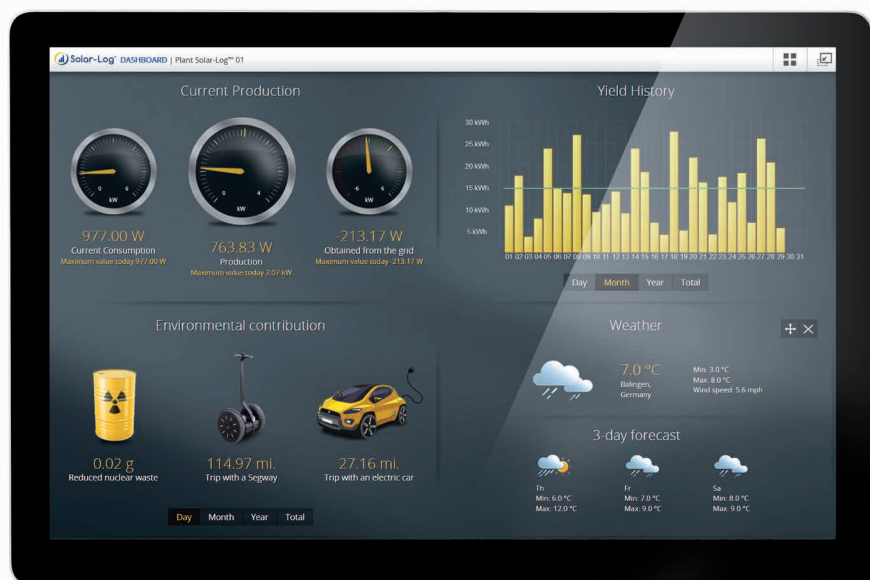 Solar-Log™ DASHBOARD | Plant Solar-Log™ 01
Current Production
0 6
kW
977.00 W
Current Consumption
Maximum value today 977.00 W
0 4
kW
763.83 W
Production
Maximum value today 2.07 kW
-6 6
kW
-213.17 W
Obtained from the grid
Maximum value today -213.17 W
Yield History
30 kWh
25 kWh
20 kWh
15 kWh
10 kWh
5 kWh
01 02 03 04 05 06 07 08 09 10 11 12 13 14 15 16 17 18 19 20 21 22 23 24 25 26 27 28 29 30 31
Day Month Year Total
Environmental contribution
0.02 g
Reduced nuclear waste
114.97 mi.
Trip with a Segway
27.16 mi.
Trip with an electric car
Day Month Year Total
Weather
7.0 °C
Balingen,
Germany
Min: 3.0 °C
Max: 8.0 °C
Wind speed: 5.6 mph
3-day forecast
Th
Min: 6.0 °C
Max: 12.0 °C
Fr
Min: 7.0 °C
Max: 9.0 °C
Sa
Min: 8.0 °C
Max: 9.0 °C